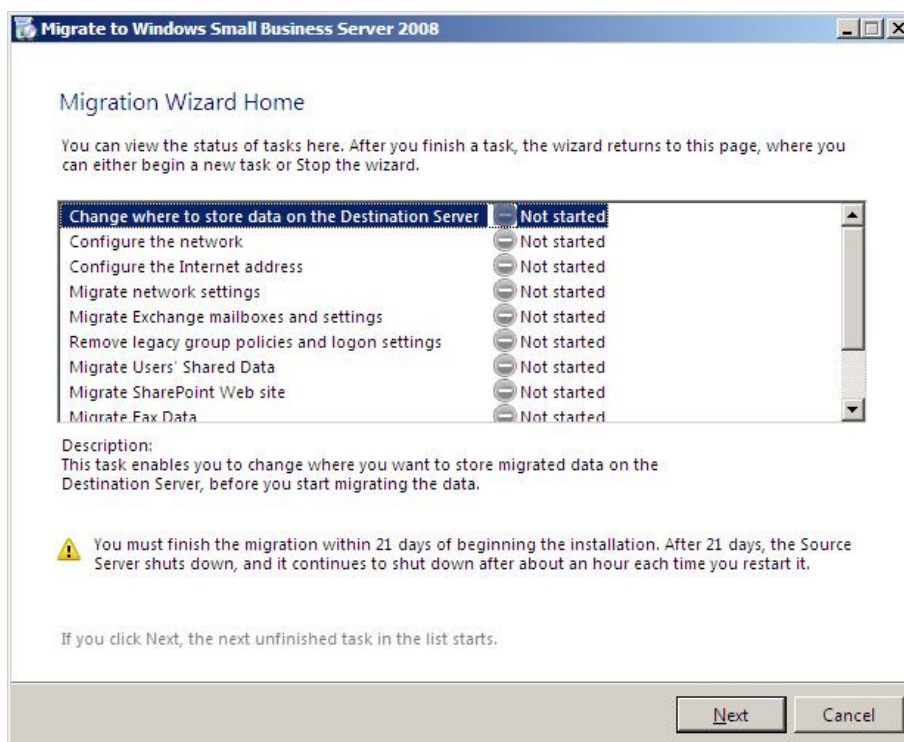 Migrate to Windows Small Business Server 2008
Migration Wizard Home
You can view the status of tasks here. After you finish a task, the wizard returns to this page, where you
can either begin a new task or Stop the wizard.
Change where to store data on the Destination Server Not started
Configure the network Not started
Configure the Internet address Not started
Migrate network settings Not started
Migrate Exchange mailboxes and settings Not started
Remove legacy group policies and logon settings Not started
Migrate Users' Shared Data Not started
Migrate SharePoint Web site Not started
Migrate Fax Data Not started
Description:
This task enables you to change where you want to store migrated data on the
Destination Server, before you start migrating the data.
You must finish the migration within 21 days of beginning the installation. After 21 days, the Source
Server shuts down, and it continues to shut down after about an hour each time you restart it.
If you click Next, the next unfinished task in the list starts.
Next Cancel